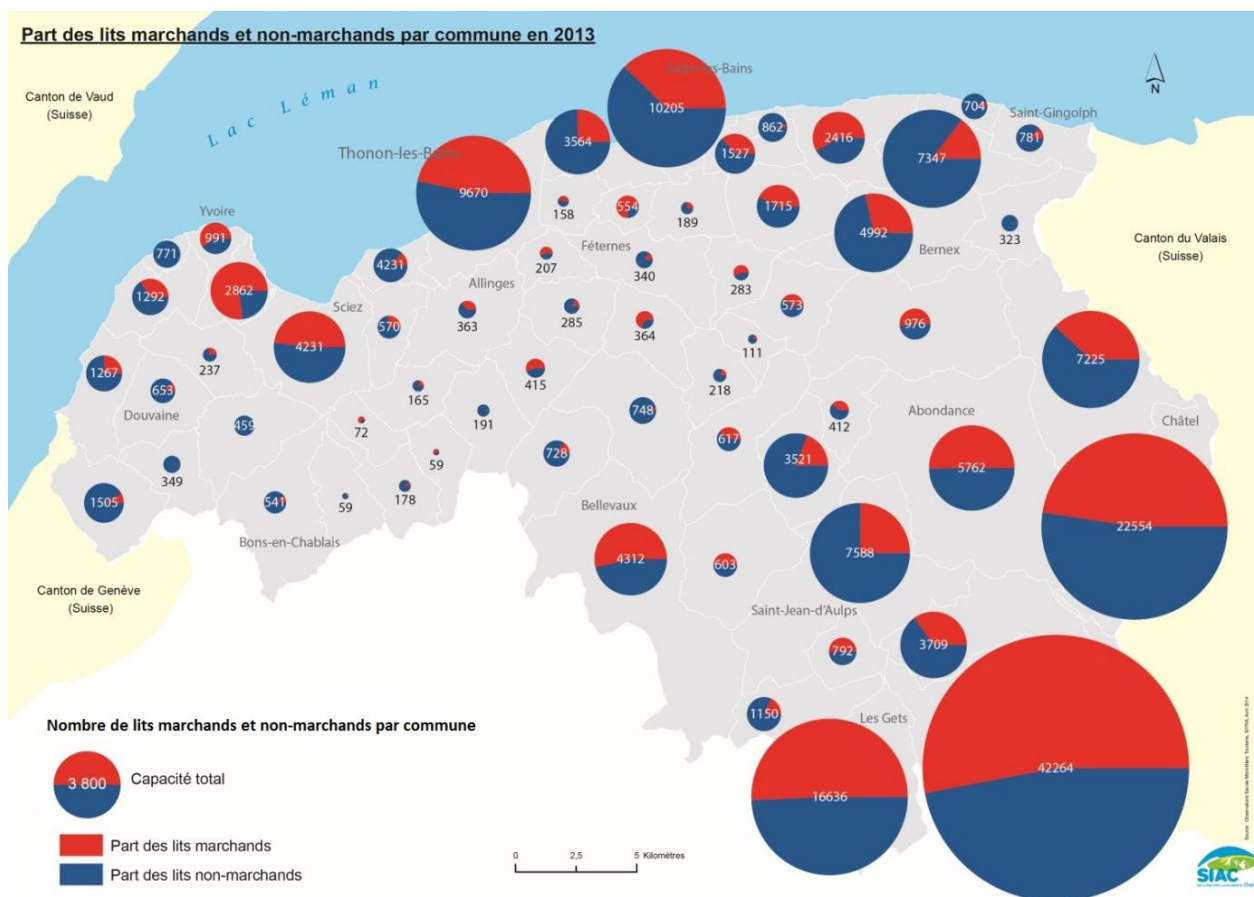 Part des lits marchands et non-marchands par commune en 2013
Canton de Vaud
(Suisse)
Lac Léman
N
Evian-les-Bains
10205
704
Saint-Gingolph
781
862
3564
1527
2416
7347
Thonon-les-Bains
9670
158
554
189
1715
4992
Bernex
323
Canton du Valais
(Suisse)
Yvoire
991
771
4231
207
Féternes
340
283
1292
2862
Allinges
Sciez
570
363
285
364
573
976
111
7225
4231
1267
237
653
Douvaine
165
415
218
459
72
191
748
617
412
Abondance
Châtel
5762
3521
728
59
349
1505
541
59
178
Bellevaux
22554
Bons-en-Chablais
4312
603
7588
Canton de Genève
(Suisse)
Saint-Jean-d'Aulps
792
3709
1150
Les Gets
16636
42264
Nombre de lits marchands et non-marchands par commune
3 800
Capacité total
Part des lits marchands
Part des lits non-marchands
0 2,5 5 Kilomètres
SIAC